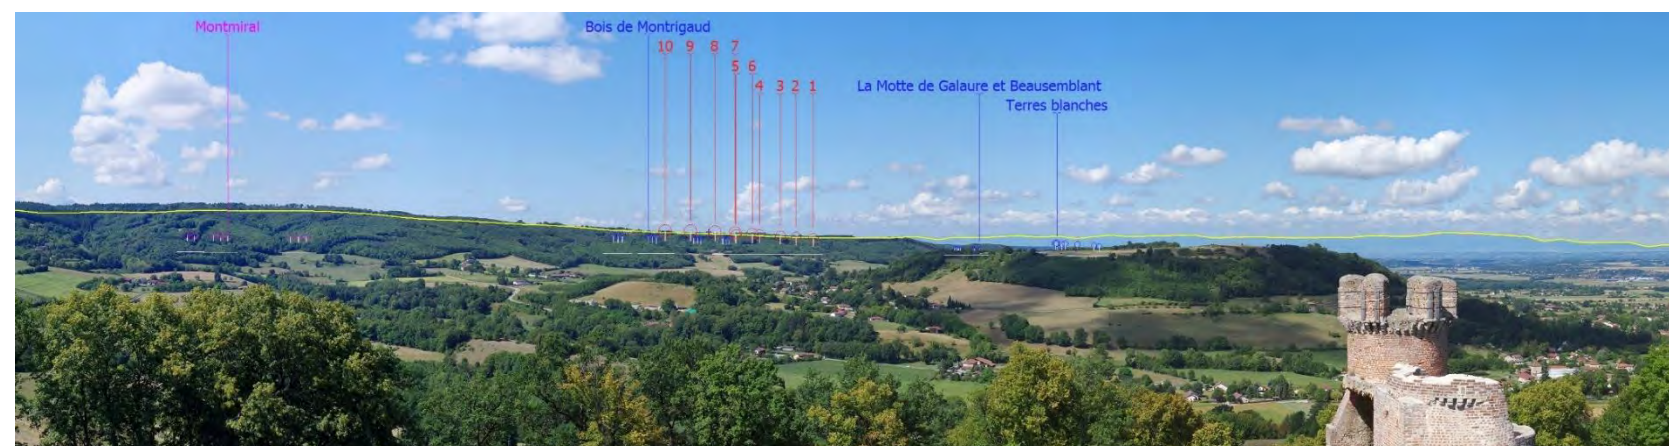 Montmiral
Bois de Montrigaud
10 9 8 7
5 6
4 3 2 1
La Motte de Galaure et Beausemblant
Terres blanches